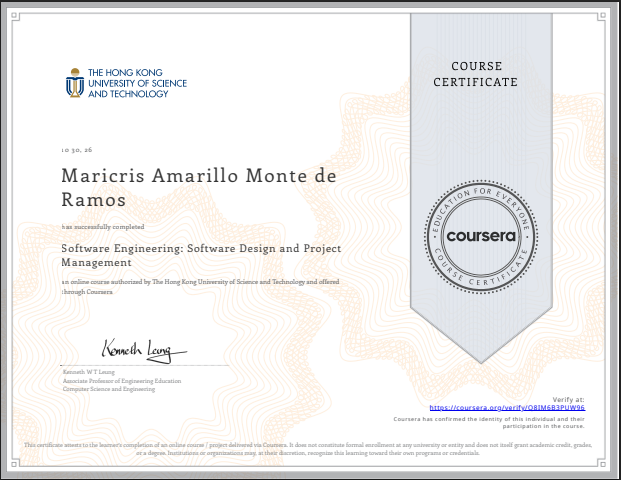 THE HONG KONG
UNIVERSITY OF SCIENCE
AND TECHNOLOGY
COURSE
CERTIFICATE
10 30, 26
Maricris Amarillo Monte de
Ramos
has successfully completed
Software Engineering: Software Design and Project
Management
an online course authorized by The Hong Kong University of Science and Technology and offered
through Coursera
EDUCATION FOR EVERYONE
coursera
COURSE CERTIFICATE
Kenneth Leung
Kenneth W T Leung
Associate Professor of Engineering Education
Computer Science and Engineering
Verify at:
https://coursera.org/verify/O8IM6B3PUW96
Coursera has confirmed the identity of this individual and their
participation in the course.
This certificate attests to the learner's completion of an online course / project delivered via Coursera. It does not constitute formal enrollment at any university or entity and does not itself grant academic credit, grades,
or a degree. Institutions or organizations may, at their discretion, recognize this learning toward their own programs or credentials.